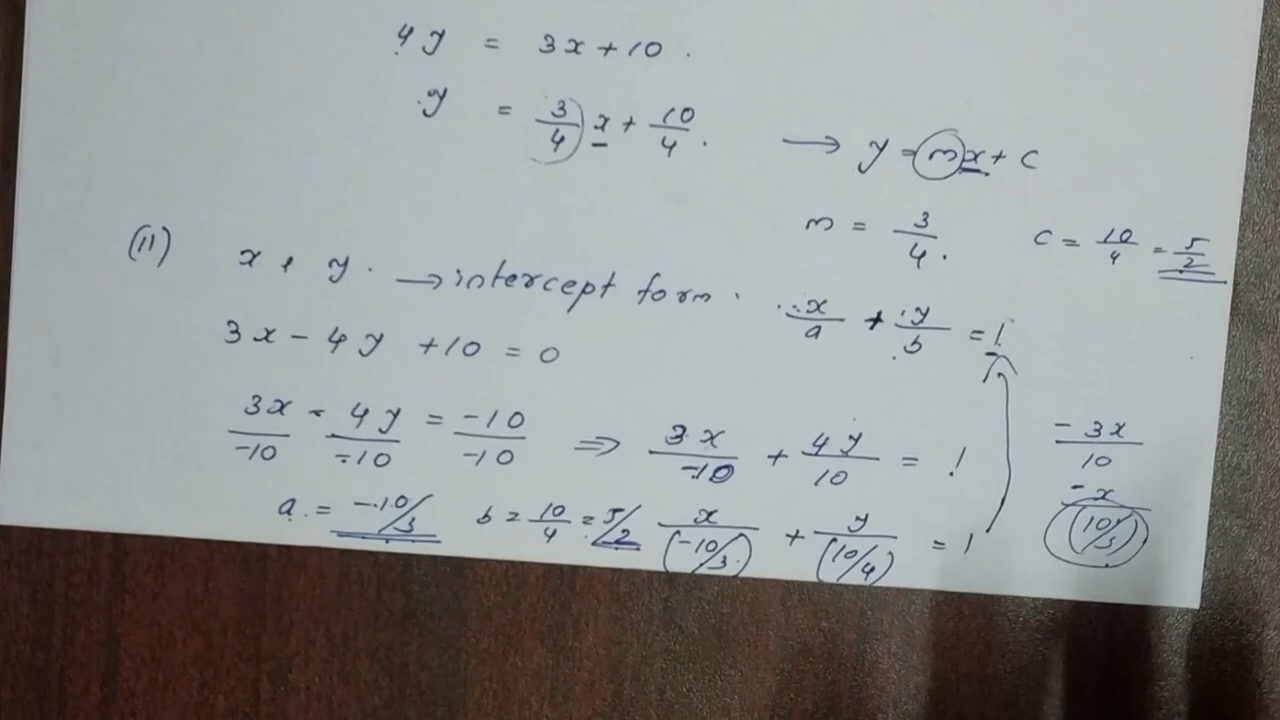 4y = 3x + 10.
y = 3/4 x + 10/4. → y = mx + c
m = 3/4. c = 10/4 = 5/2
(11) x, y. → intercept form. x/a + y/b = 1
3x - 4y + 10 = 0
3x/-10 - 4y/-10 = -10/-10 ⇒ 3x/-10 + 4y/10 = 1
-3x/10
-x/(10/3)
a = -10/3 b = 10/4 = 5/2 x/(-10/3) + y/(10/4) = 1